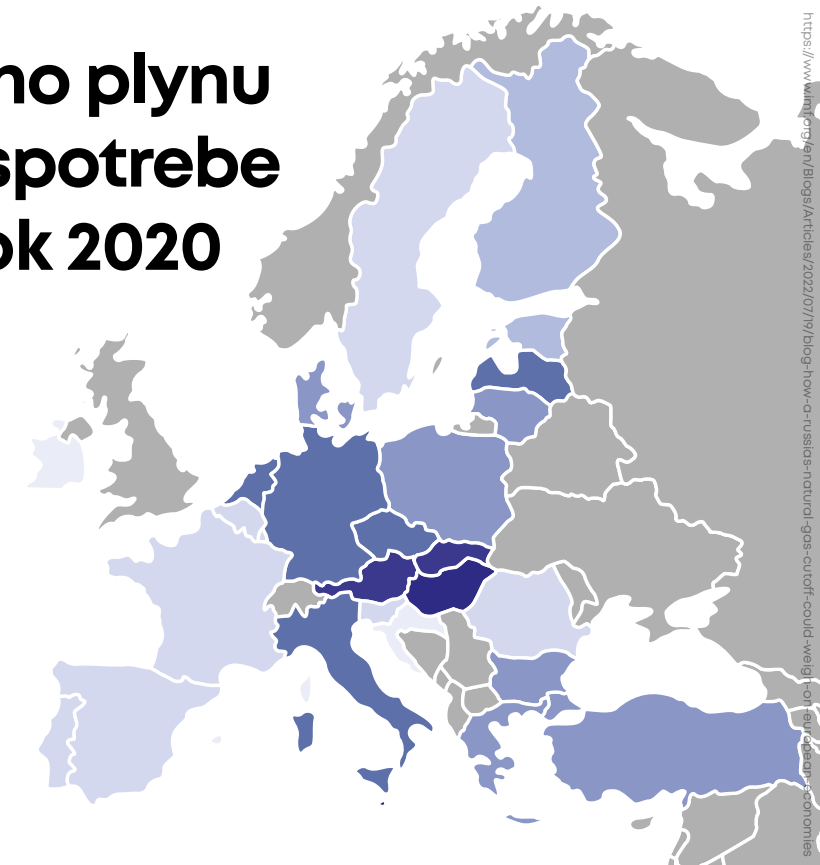 no plynu
spotrebe
ok 2020
https://www.imf.org/en/Blogs/Articles/2022/07/19/blog-how-a-russias-natural-gas-cutoff-could-weigh-on-european-economies